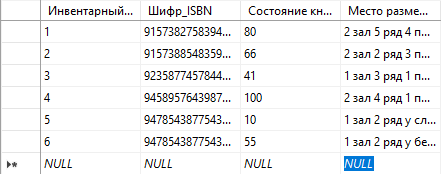 Инвентарный... Шифр_ISBN Состояние кн... Место разме...
1 9157382758394... 80 2 зал 5 ряд 4 п...
2 9157388548359... 66 2 зал 2 ряд 3 п...
3 9235877457844... 41 1 зал 3 ряд 1 п...
4 9458957643987... 100 2 зал 4 ряд 1 п...
5 9478543877543... 10 1 зал 2 ряд у сл...
6 9478543877543... 55 1 зал 2 ряд у бе...
NULL NULL NULL NULL